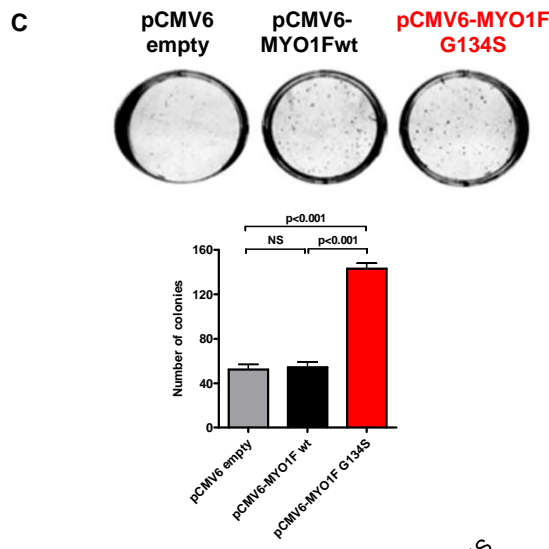 C
pCMV6 empty
pCMV6-MYO1Fwt
pCMV6-MYO1F G134S
p<0.001
NS
p<0.001
160
120
80
40
0
Number of colonies
pCMV6 empty
pCMV6-MYO1F wt
pCMV6-MYO1F G134S